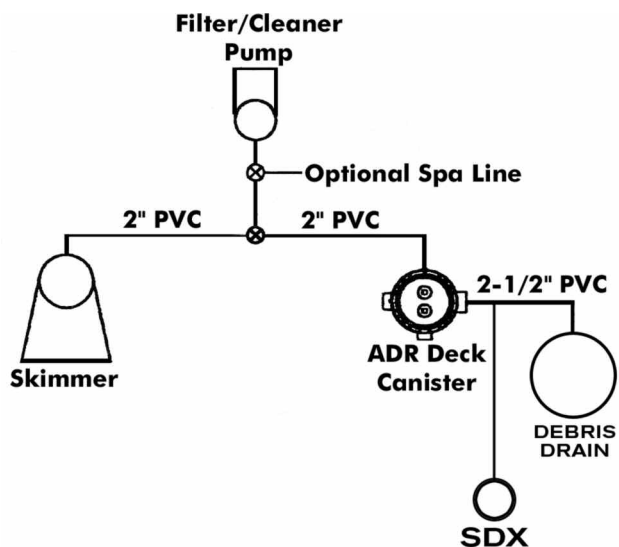 Filter/Cleaner
Pump
Optional Spa Line
2" PVC
2" PVC
2-1/2" PVC
Skimmer
ADR Deck
Canister
DEBRIS
DRAIN
SDX